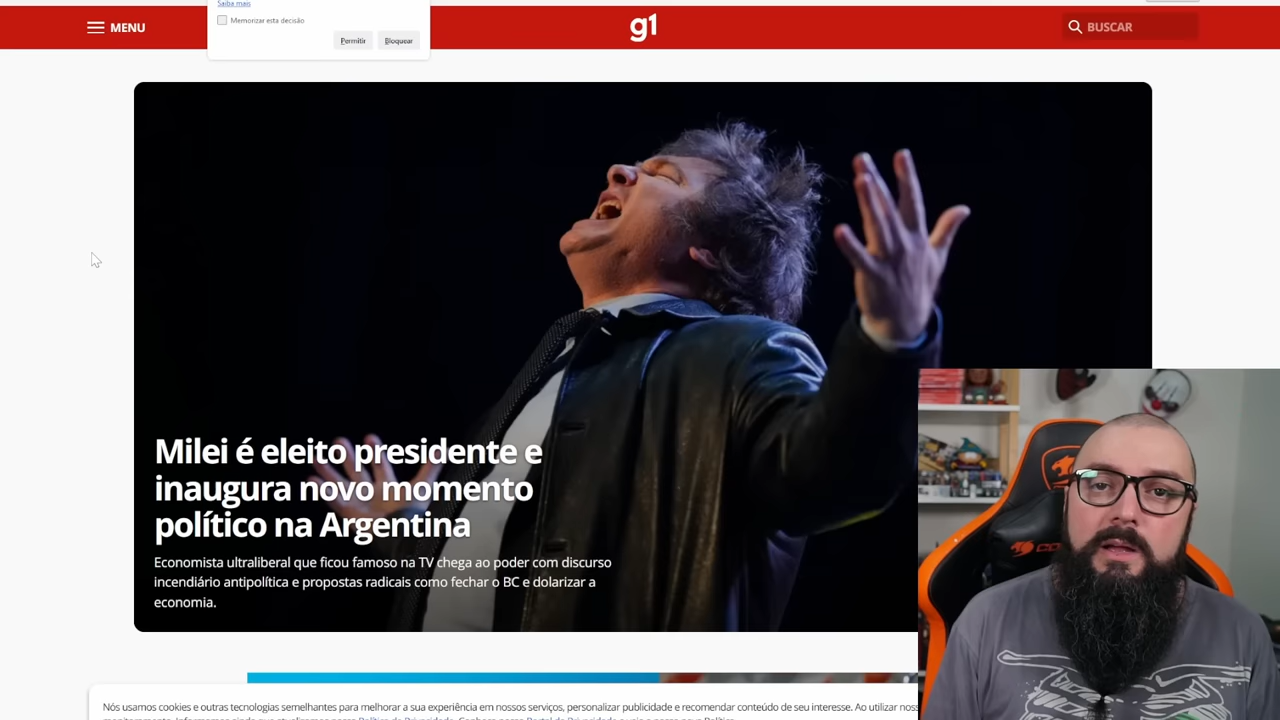 Saiba mais
Memorizar esta decisão
Permitir
Bloquear
MENU
g1
BUSCAR
Milei é eleito presidente e
inaugura novo momento
político na Argentina
Economista ultraliberal que ficou famoso na TV chega ao poder com discurso
incendiário antipolítica e propostas radicais como fechar o BC e dolarizar a
economia.
Nós usamos cookies e outras tecnologias semelhantes para melhorar a sua experiência em nossos serviços, personalizar publicidade e recomendar conteúdo de seu interesse. Ao utilizar